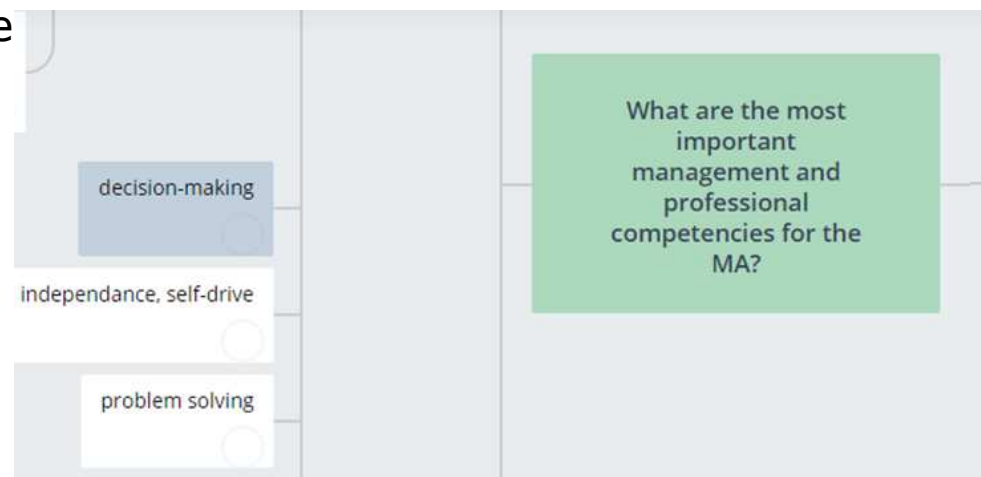 e
decision-making
independance, self-drive
problem solving
What are the most
important
management and
professional
competencies for the
MA?